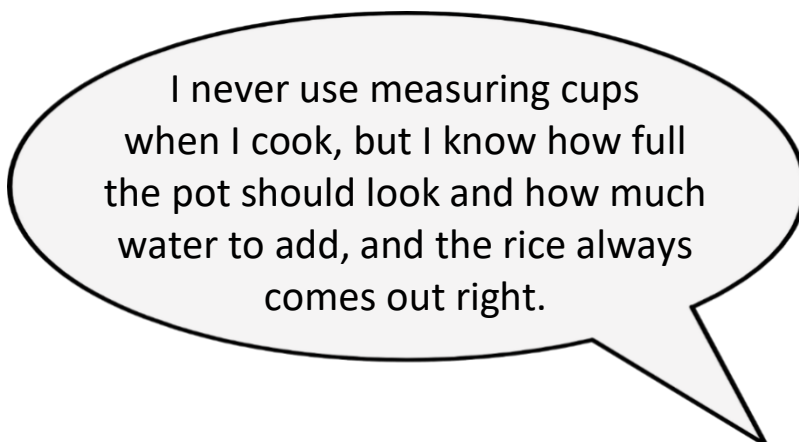 I never use measuring cups
when I cook, but I know how full
the pot should look and how much
water to add, and the rice always
comes out right.